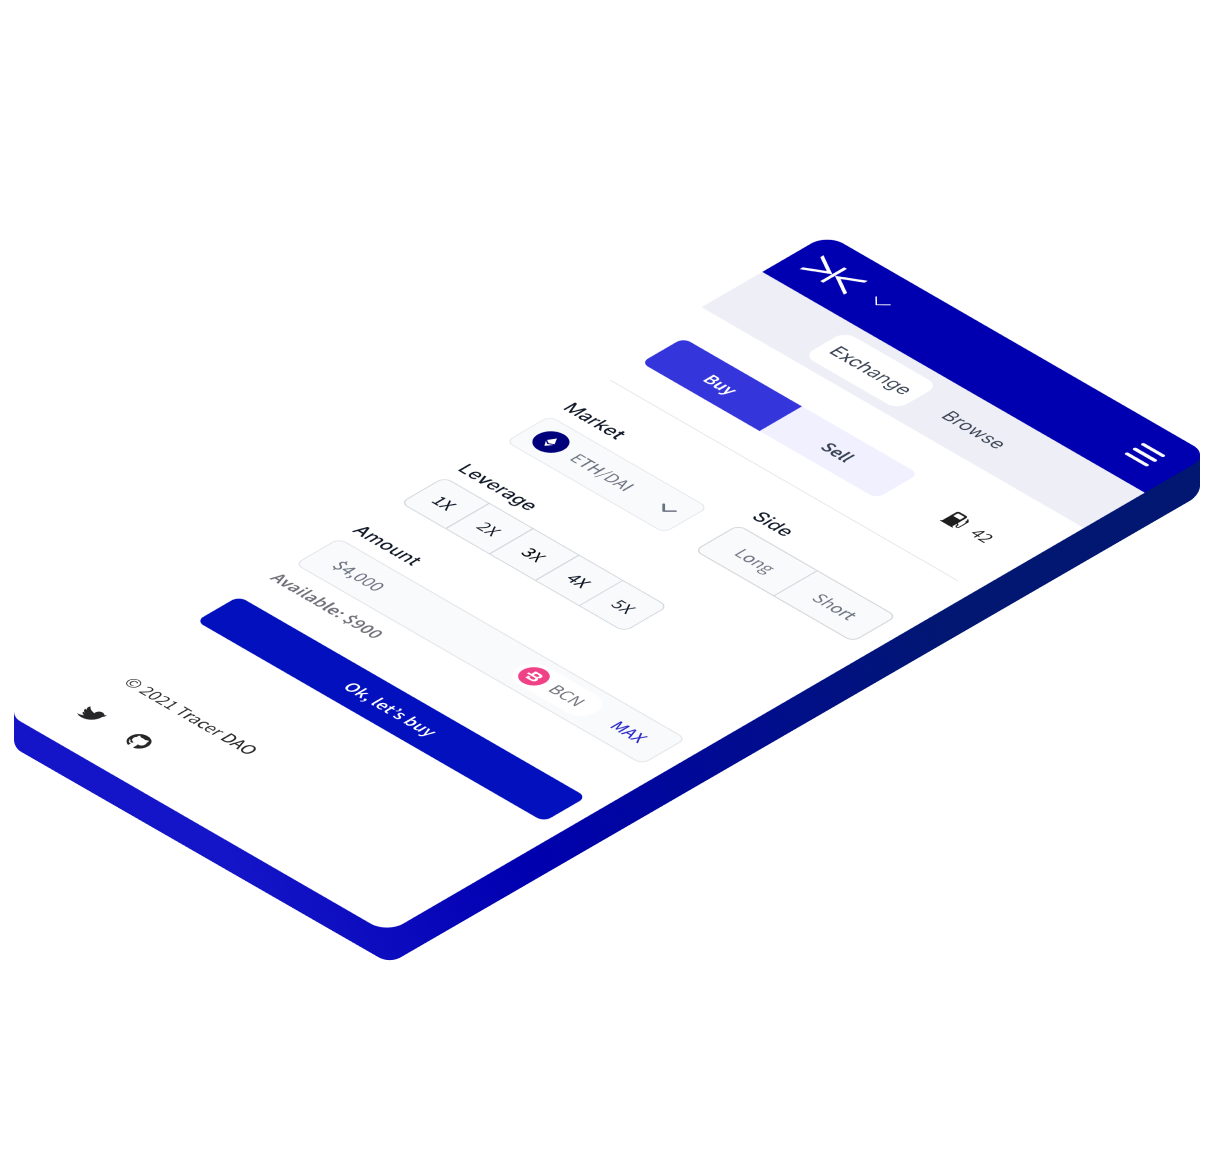 Exchange
Browse
42
Buy
Sell
Market
ETH/DAI
Side
Long
Short
Leverage
1X 2X 3X 4X 5X
Amount
$4,000
BCN
MAX
Available: $900
Ok, let’s buy
© 2021 Tracer DAO